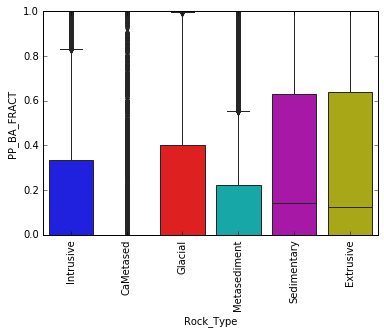 1.0
0.8
0.6
0.4
0.2
0.0
PP_BA_FRACT
Intrusive
CaMetased
Glacial
Metasediment
Sedimentary
Extrusive
Rock_Type